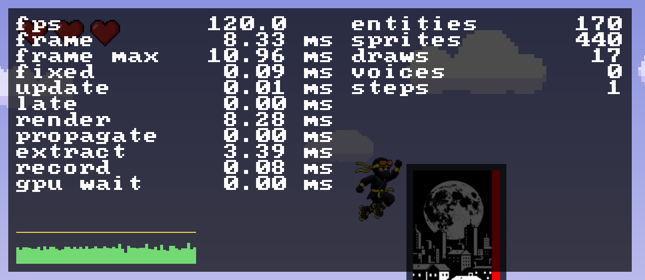 fps 120.0 entities 170
frame 8.33 ms sprites 440
frame max 10.96 ms draws 17
fixed 0.09 ms voices 0
update 0.01 ms steps 1
late 0.00 ms
render 8.28 ms
propagate 0.00 ms
extract 3.39 ms
record 0.08 ms
gpu wait 0.00 ms